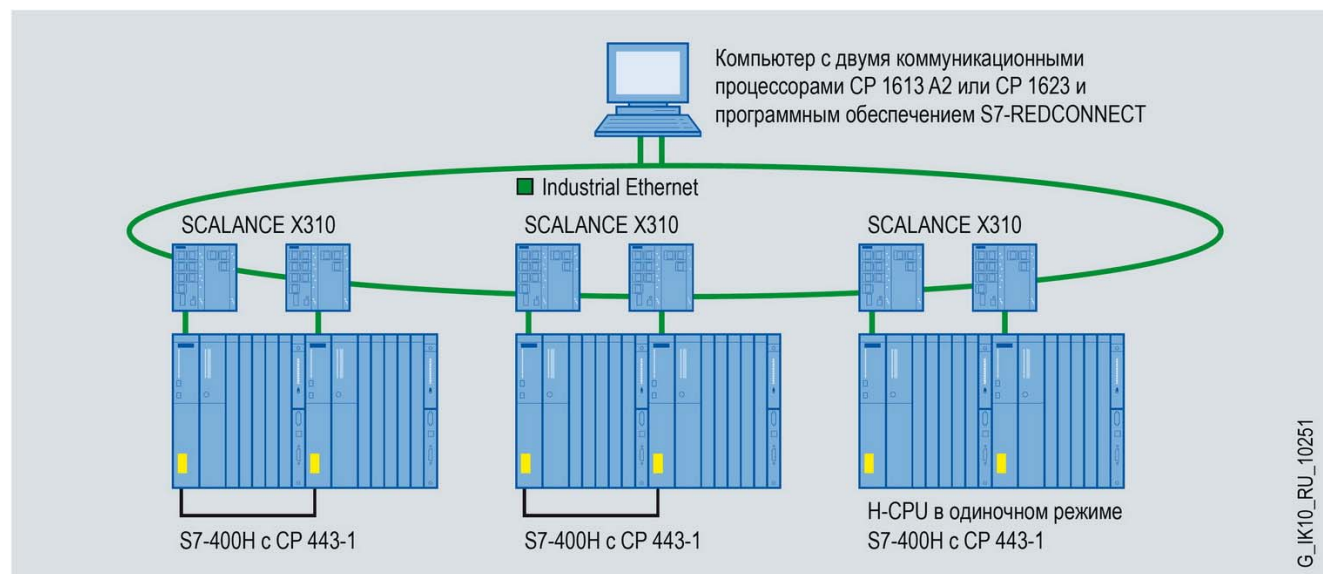 Компьютер с двумя коммуникационными
процессорами CP 1613 A2 или CP 1623 и
программным обеспечением S7-REDCONNECT
Industrial Ethernet
SCALANCE X310
SCALANCE X310
SCALANCE X310
S7-400H с CP 443-1
S7-400H с CP 443-1
H-CPU в одиночном режиме
S7-400H с CP 443-1
G_IK10_RU_10251